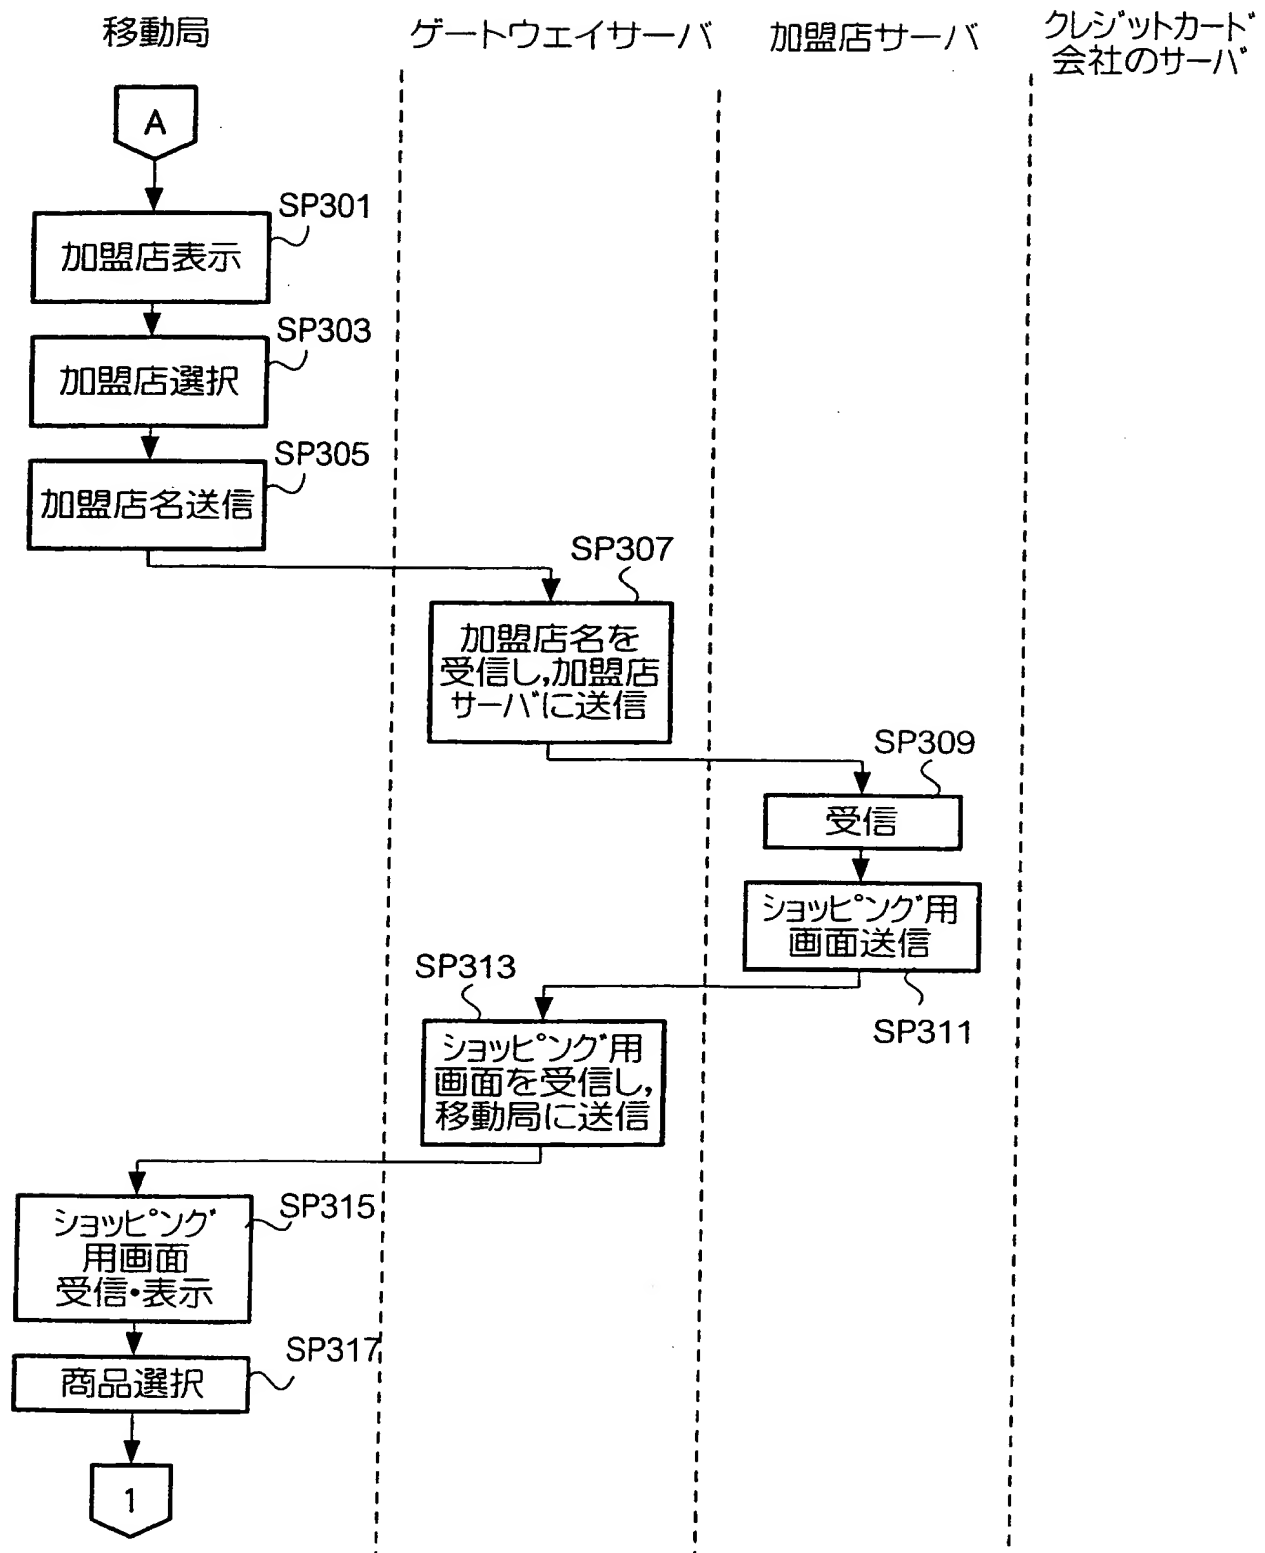 移動局
ゲートウェイサーバ
加盟店サーバ
クレジットカード
会社のサーバ
A
SP301
加盟店表示
SP303
加盟店選択
SP305
加盟店名送信
SP307
加盟店名を
受信し,加盟店
サーバに送信
SP309
受信
ショッピング用
画面送信
SP311
SP313
ショッピング用
画面を受信し,
移動局に送信
SP315
ショッピング
用画面
受信・表示
SP317
商品選択
1